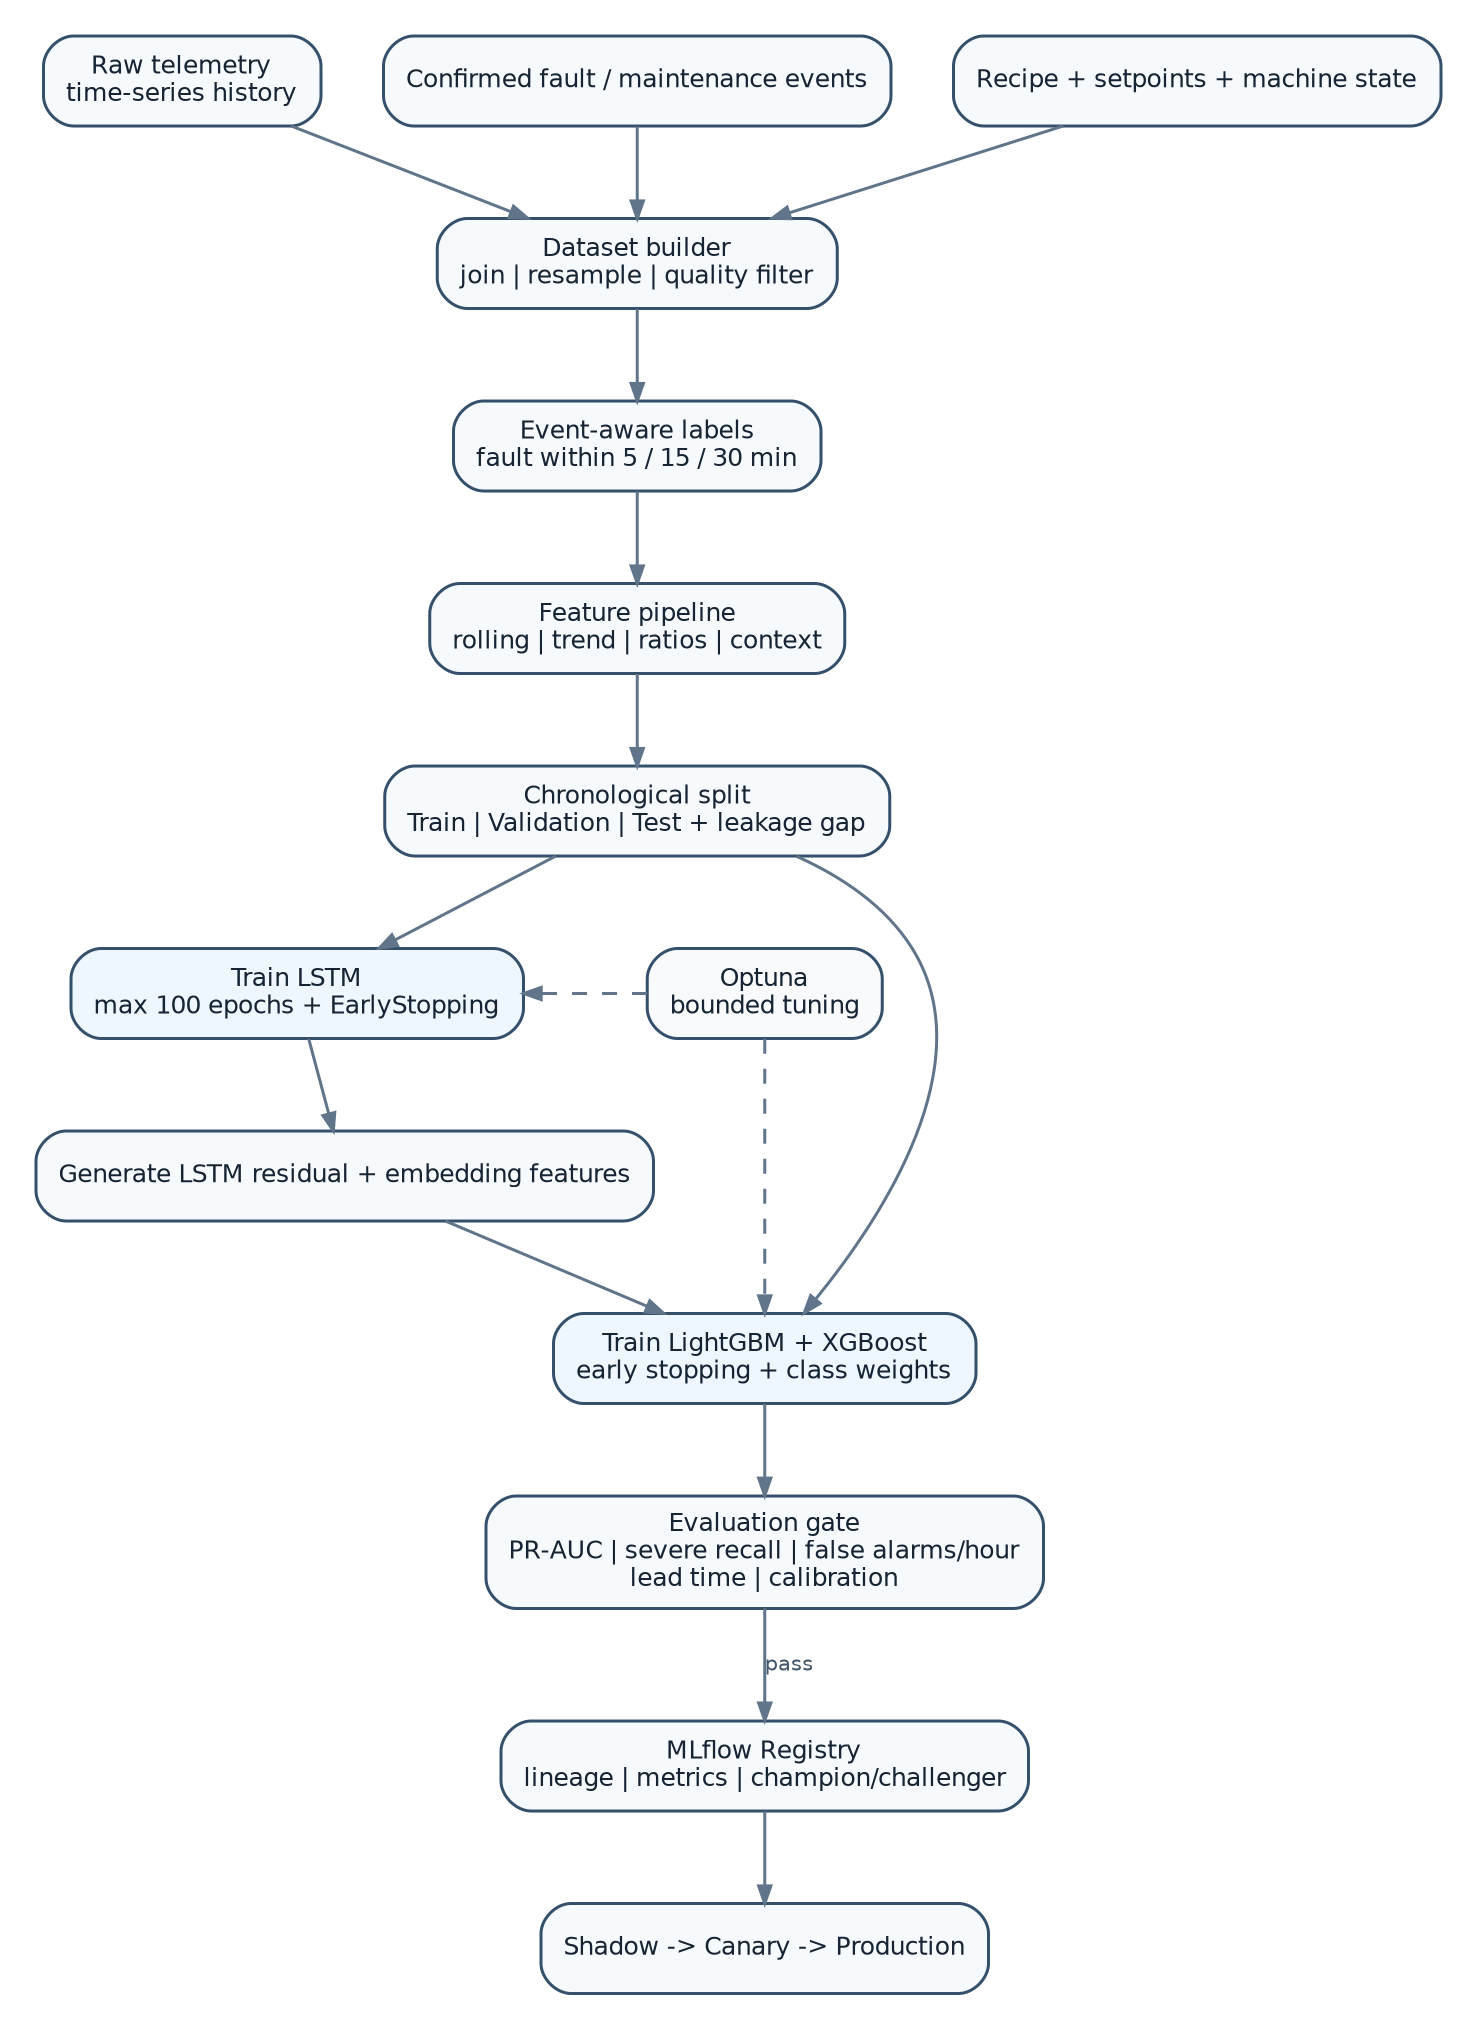 Raw telemetry
time-series history
Confirmed fault / maintenance events
Recipe + setpoints + machine state
Dataset builder
join | resample | quality filter
Event-aware labels
fault within 5 / 15 / 30 min
Feature pipeline
rolling | trend | ratios | context
Chronological split
Train | Validation | Test + leakage gap
Train LSTM
max 100 epochs + EarlyStopping
Optuna
bounded tuning
Generate LSTM residual + embedding features
Train LightGBM + XGBoost
early stopping + class weights
Evaluation gate
PR-AUC | severe recall | false alarms/hour
lead time | calibration
pass
MLflow Registry
lineage | metrics | champion/challenger
Shadow -> Canary -> Production